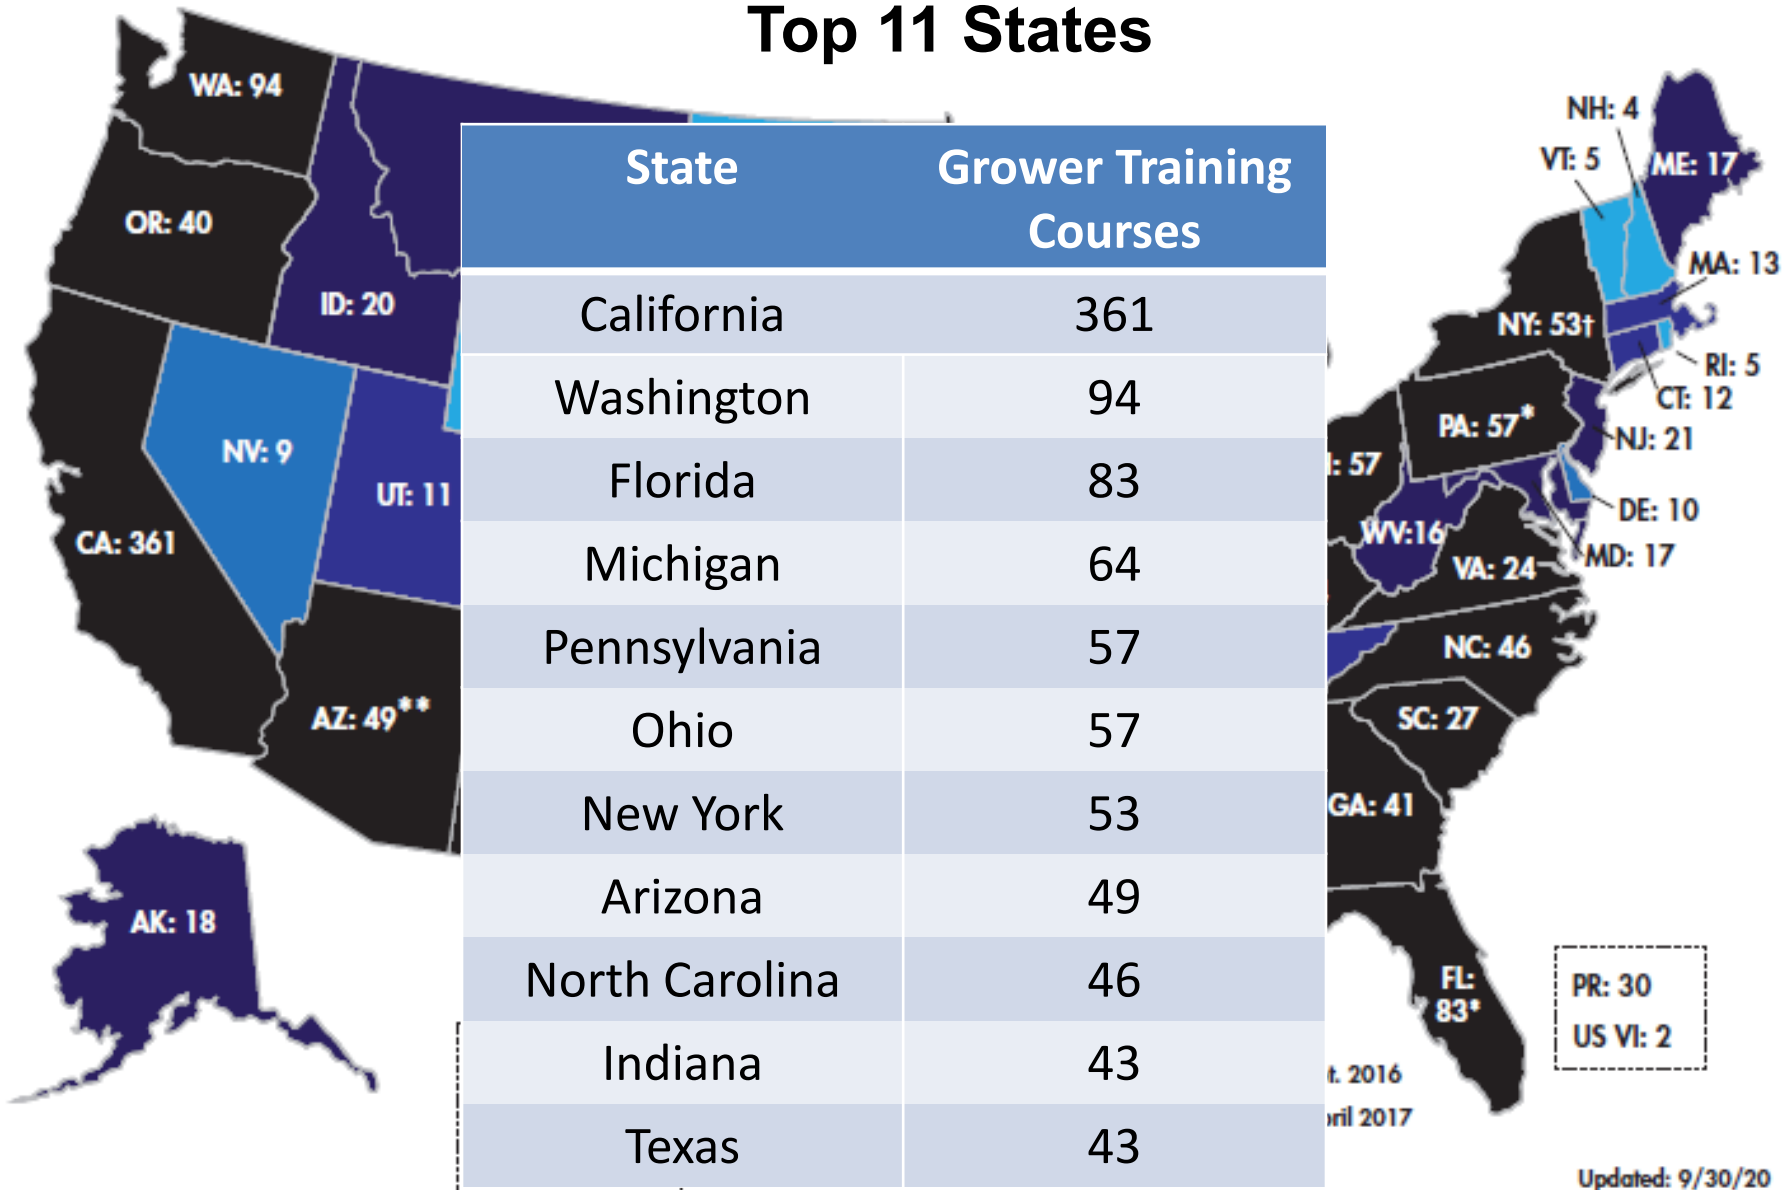 Top 11 States
State Grower Training Courses
California 361
Washington 94
Florida 83
Michigan 64
Pennsylvania 57
Ohio 57
New York 53
Arizona 49
North Carolina 46
Indiana 43
Texas 43
WA: 94
OR: 40
ID: 20
NV: 9
UT: 11
CA: 361
AZ: 49**
AK: 18
NH: 4
VT: 5
ME: 17
MA: 13
NY: 53†
RI: 5
CT: 12
PA: 57*
NJ: 21
: 57
DE: 10
WV:16
MD: 17
VA: 24
NC: 46
SC: 27
GA: 41
FL:
83*
PR: 30
US VI: 2
t. 2016
ril 2017
Updated: 9/30/20